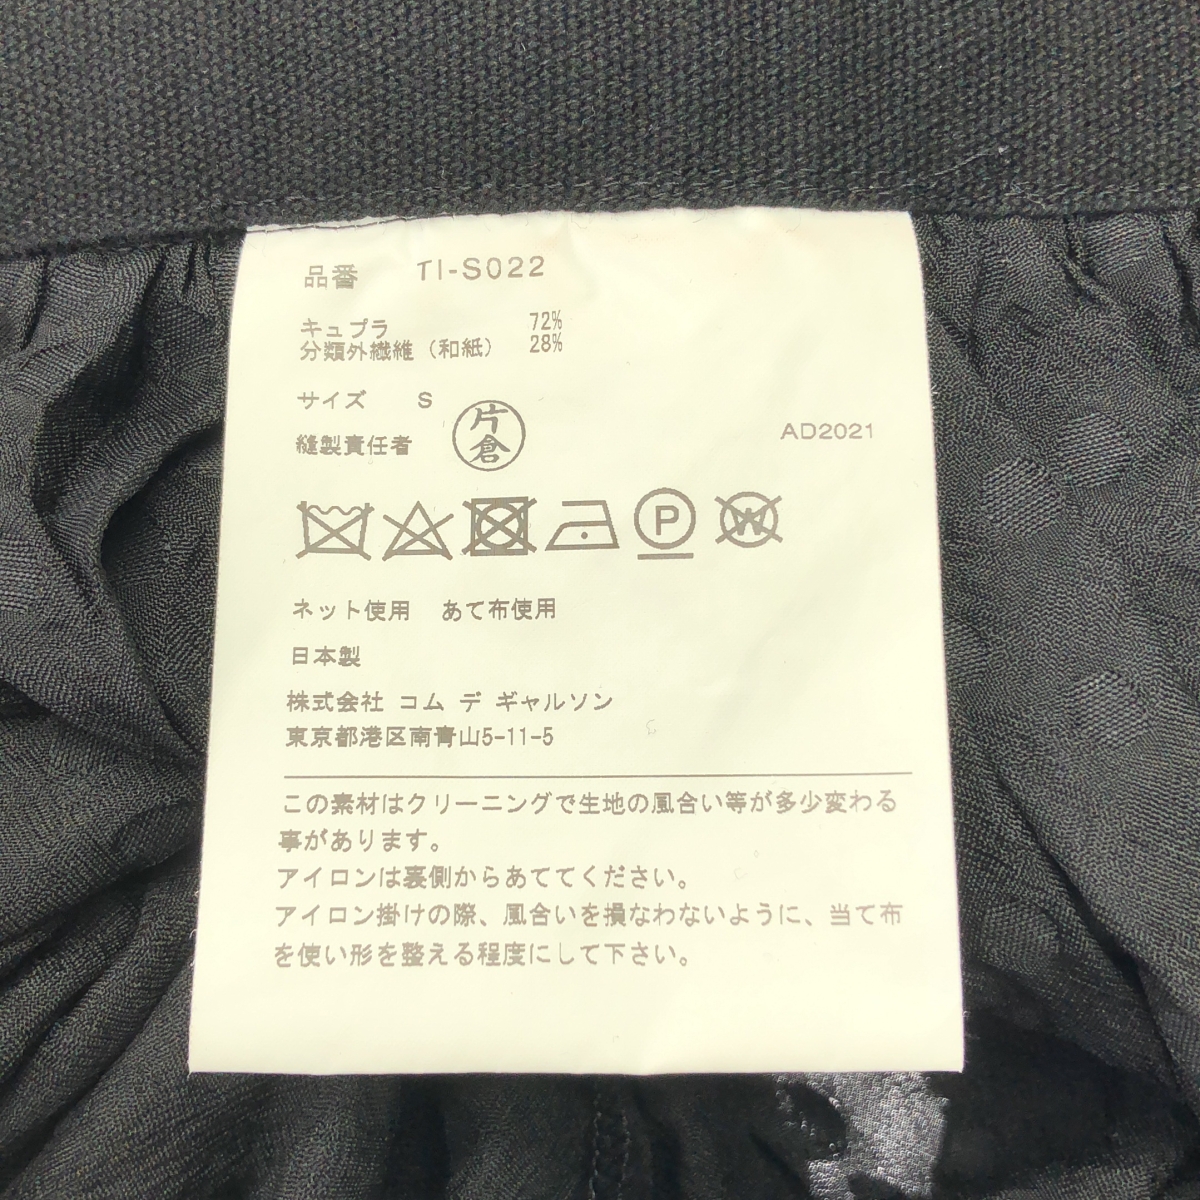 品番 TI-S022
キュプラ 72%
分類外繊維（和紙） 28%
サイズ S
縫製責任者 片倉
AD2021
P W
ネット使用 あて布使用
日本製
株式会社 コム デ ギャルソン
東京都港区南青山5-11-5
この素材はクリーニングで生地の風合い等が多少変わる
事があります。
アイロンは裏側からあててください。
アイロン掛けの際、風合いを損なわないように、当て布
を使い形を整える程度にして下さい。